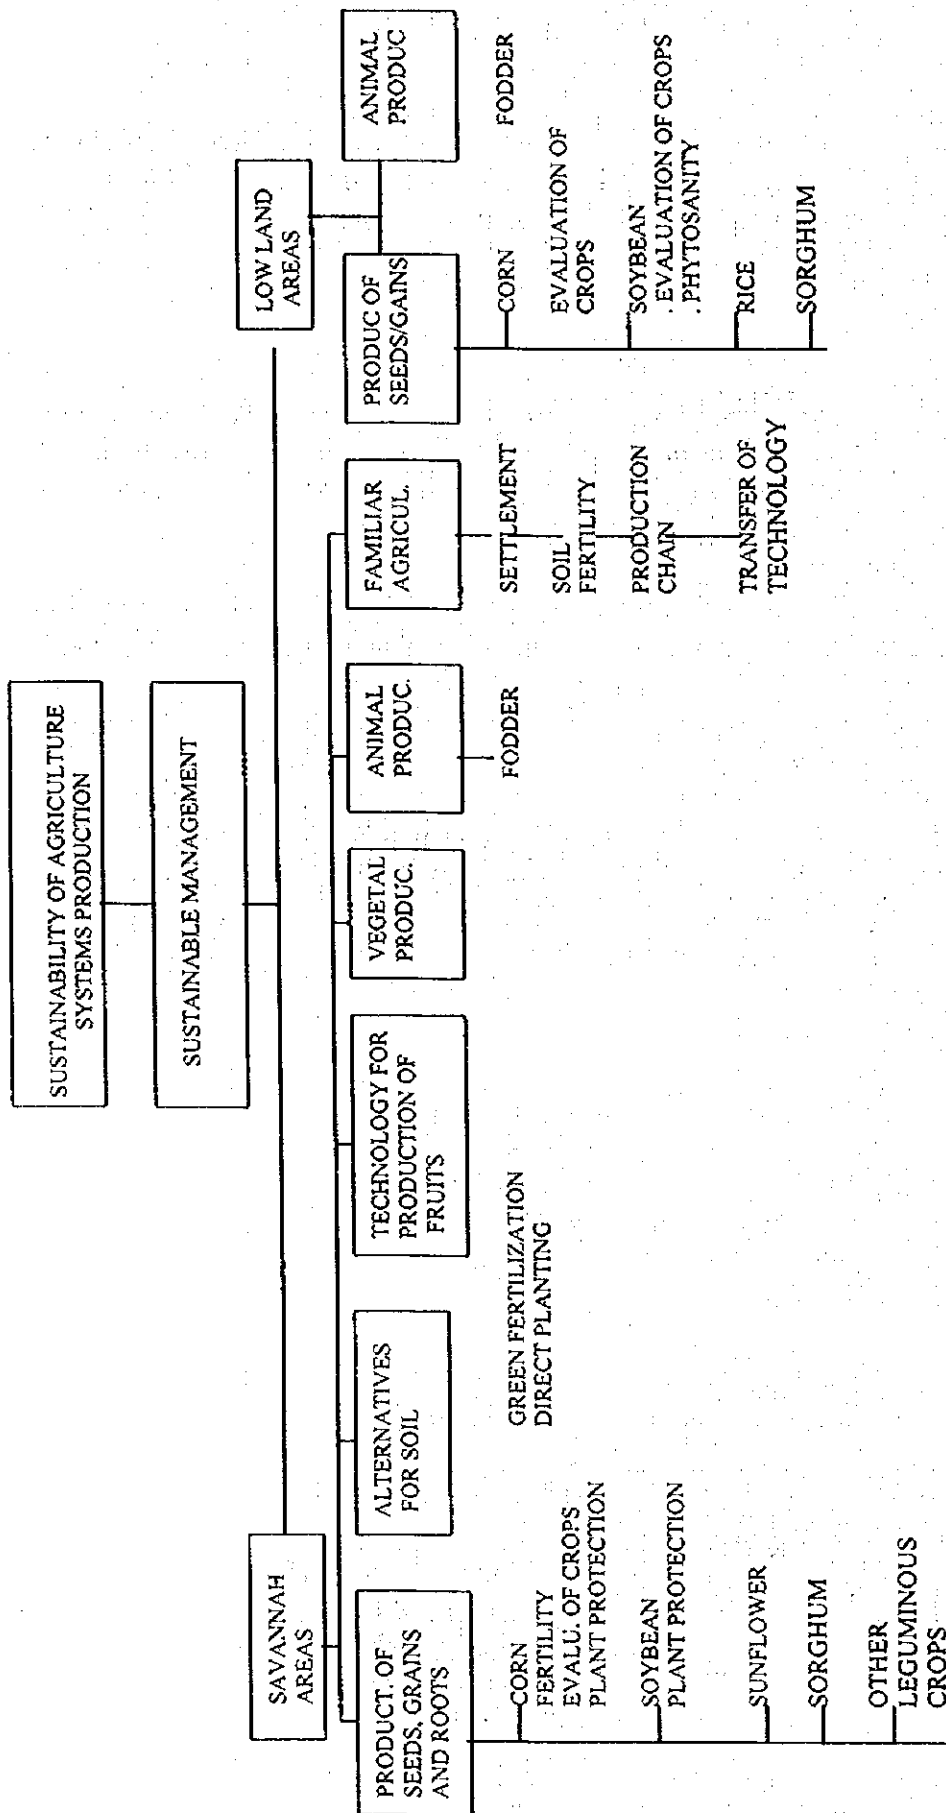 SUSTAINABILITY OF AGRICULTURE
SYSTEMS PRODUCTION
SUSTAINABLE MANAGEMENT
SAVANNAH
AREAS
LOW LAND
AREAS
PRODUCT. OF
SEEDS, GRAINS
AND ROOTS
ALTERNATIVES
FOR SOIL
TECHNOLOGY FOR
PRODUCTION OF
FRUITS
VEGETAL
PRODUC.
ANIMAL
PRODUC.
FAMILIAR
AGRICUL.
PRODUC OF
SEEDS/GAINS
ANIMAL
PRODUC
CORN
FERTILITY
EVALU. OF CROPS
PLANT PROTECTION
SOYBEAN
PLANT PROTECTION
SUNFLOWER
SORGHUM
OTHER
LEGUMINOUS
CROPS
GREEN FERTILIZATION
DIRECT PLANTING
FODDER
SETTLEMENT
SOIL
FERTILITY
PRODUCTION
CHAIN
TRANSFER OF
TECHNOLOGY
CORN
EVALUATION OF
CROPS
SOYBEAN
. EVALUATION OF CROPS
. PHYTOSANITY
RICE
SORGHUM
FODDER